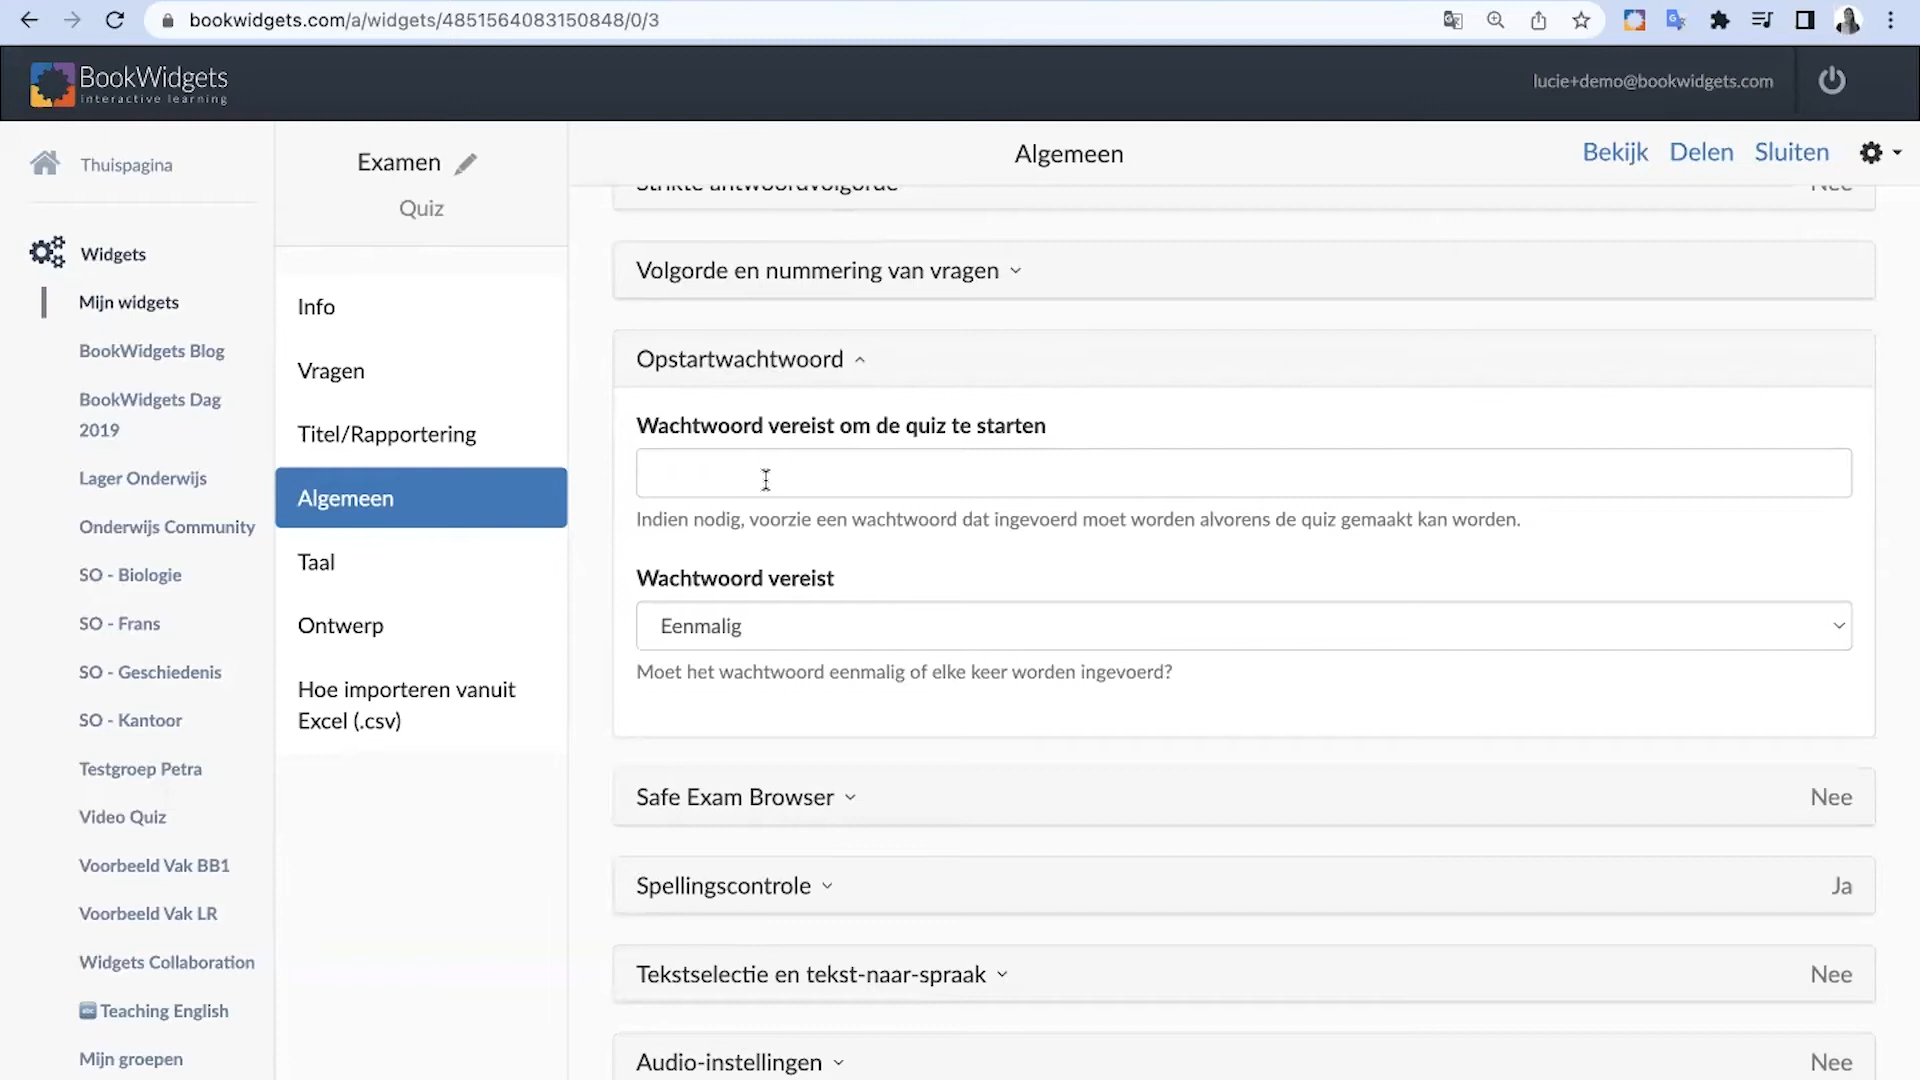 bookwidgets.com/a/widgets/4851564083150848/0/3
BookWidgets
interactive learning
lucie+demo@bookwidgets.com
Thuispagina
Widgets
Mijn widgets
BookWidgets Blog
BookWidgets Dag
2019
Lager Onderwijs
Onderwijs Community
SO - Biologie
SO - Frans
SO - Geschiedenis
SO - Kantoor
Testgroep Petra
Video Quiz
Voorbeeld Vak BB1
Voorbeeld Vak LR
Widgets Collaboration
Teaching English
Mijn groepen
Examen
Quiz
Info
Vragen
Titel/Rapportering
Algemeen
Taal
Ontwerp
Hoe importeren vanuit
Excel (.csv)
Algemeen
Bekijk Delen Sluiten
Strikte antwoordvolgorde Nee
Volgorde en nummering van vragen
Opstartwachtwoord
Wachtwoord vereist om de quiz te starten
Indien nodig, voorzie een wachtwoord dat ingevoerd moet worden alvorens de quiz gemaakt kan worden.
Wachtwoord vereist
Eenmalig
Moet het wachtwoord eenmalig of elke keer worden ingevoerd?
Safe Exam Browser Nee
Spellingscontrole Ja
Tekstselectie en tekst-naar-spraak Nee
Audio-instellingen Nee